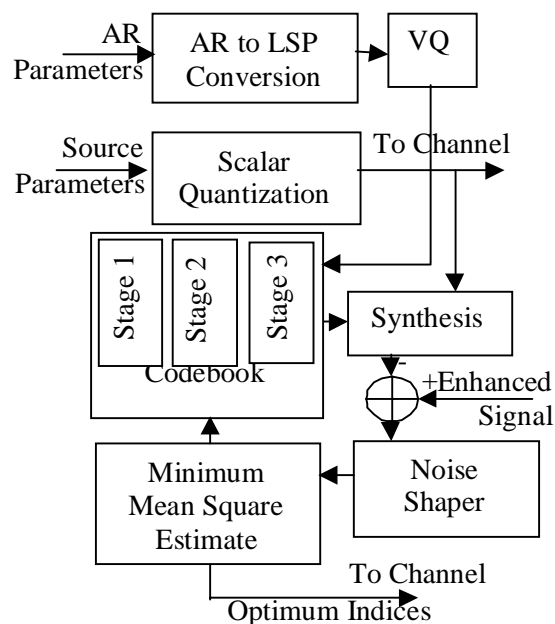 AR
Parameters
AR to LSP
Conversion
VQ
Source
Parameters
Scalar
Quantization
To Channel
Stage 1
Stage 2
Stage 3
Codebook
Synthesis
-
+Enhanced
Signal
Noise
Shaper
Minimum
Mean Square
Estimate
To Channel
Optimum Indices